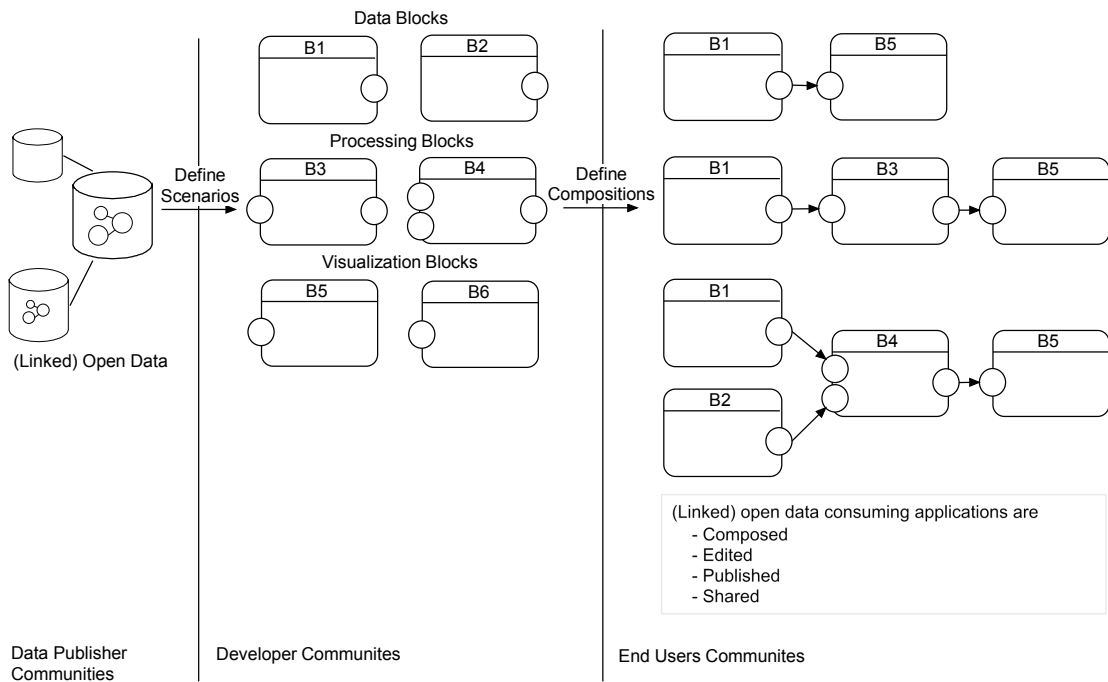 Data Blocks
B1
B2
Processing Blocks
B3
B4
Visualization Blocks
B5
B6
Define
Scenarios
Define
Compositions
(Linked) Open Data
B1
B5
B1
B3
B5
B1
B4
B5
B2
(Linked) open data consuming applications are
- Composed
- Edited
- Published
- Shared
Data Publisher
Communities
Developer Communites
End Users Communites